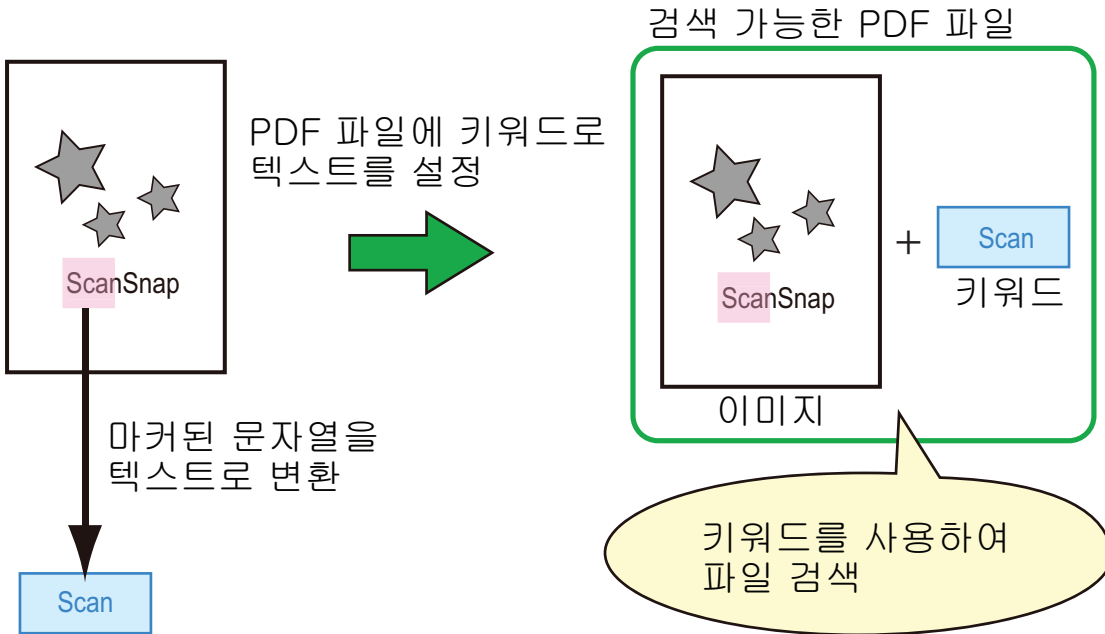 검색 가능한 PDF 파일
PDF 파일에 키워드로
텍스트를 설정
ScanSnap
마커된 문자열을
텍스트로 변환
Scan
ScanSnap
이미지
+
Scan
키워드
키워드를 사용하여
파일 검색